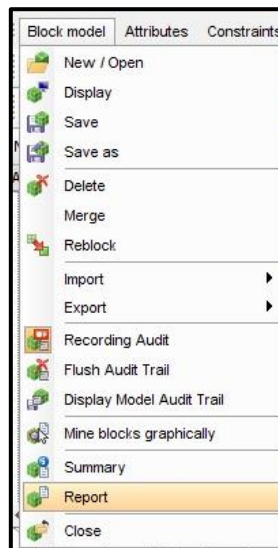 Block model Attributes Constraints
New / Open
Display
Save
Save as
Delete
Merge
Reblock
Import
Export
Recording Audit
Flush Audit Trail
Display Model Audit Trail
Mine blocks graphically
Summary
Report
Close